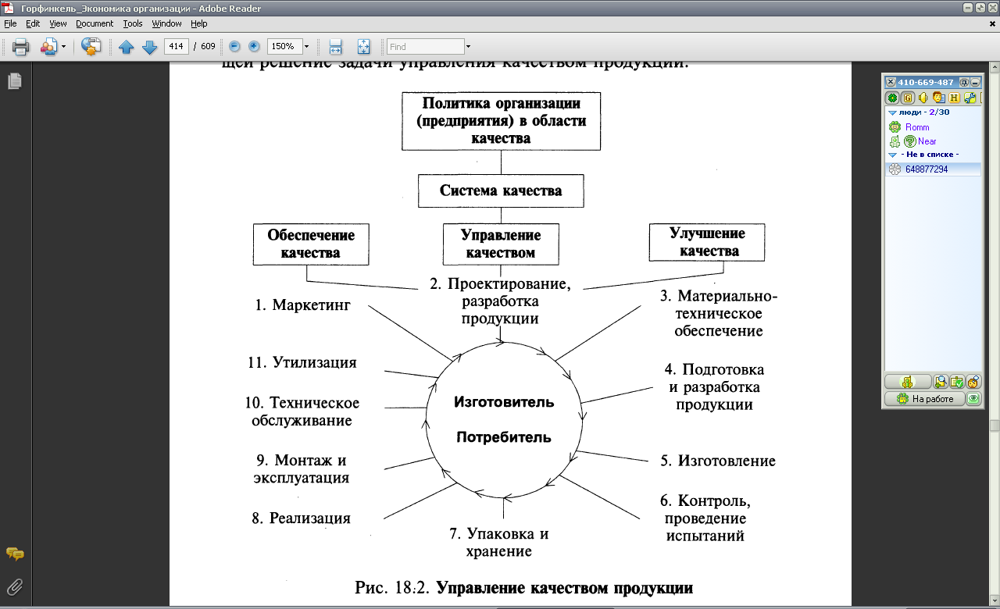 Горфинкель_Экономика организации - Adobe Reader
File Edit View Document Tools Window Help
414 / 609 150% Find
щей решение задачи управления качеством продукции.
Политика организации
(предприятия) в области
качества
Система качества
Обеспечение
качества
Управление
качеством
Улучшение
качества
1. Маркетинг
2. Проектирование,
разработка
продукции
3. Материально-
техническое
обеспечение
4. Подготовка
и разработка
продукции
5. Изготовление
6. Контроль,
проведение
испытаний
7. Упаковка и
хранение
8. Реализация
9. Монтаж и
эксплуатация
10. Техническое
обслуживание
11. Утилизация
Изготовитель
Потребитель
Рис. 18.2. Управление качеством продукции
410-669-487
люди - 2/30
Romm
Near
- Не в списке -
648877294
На работе